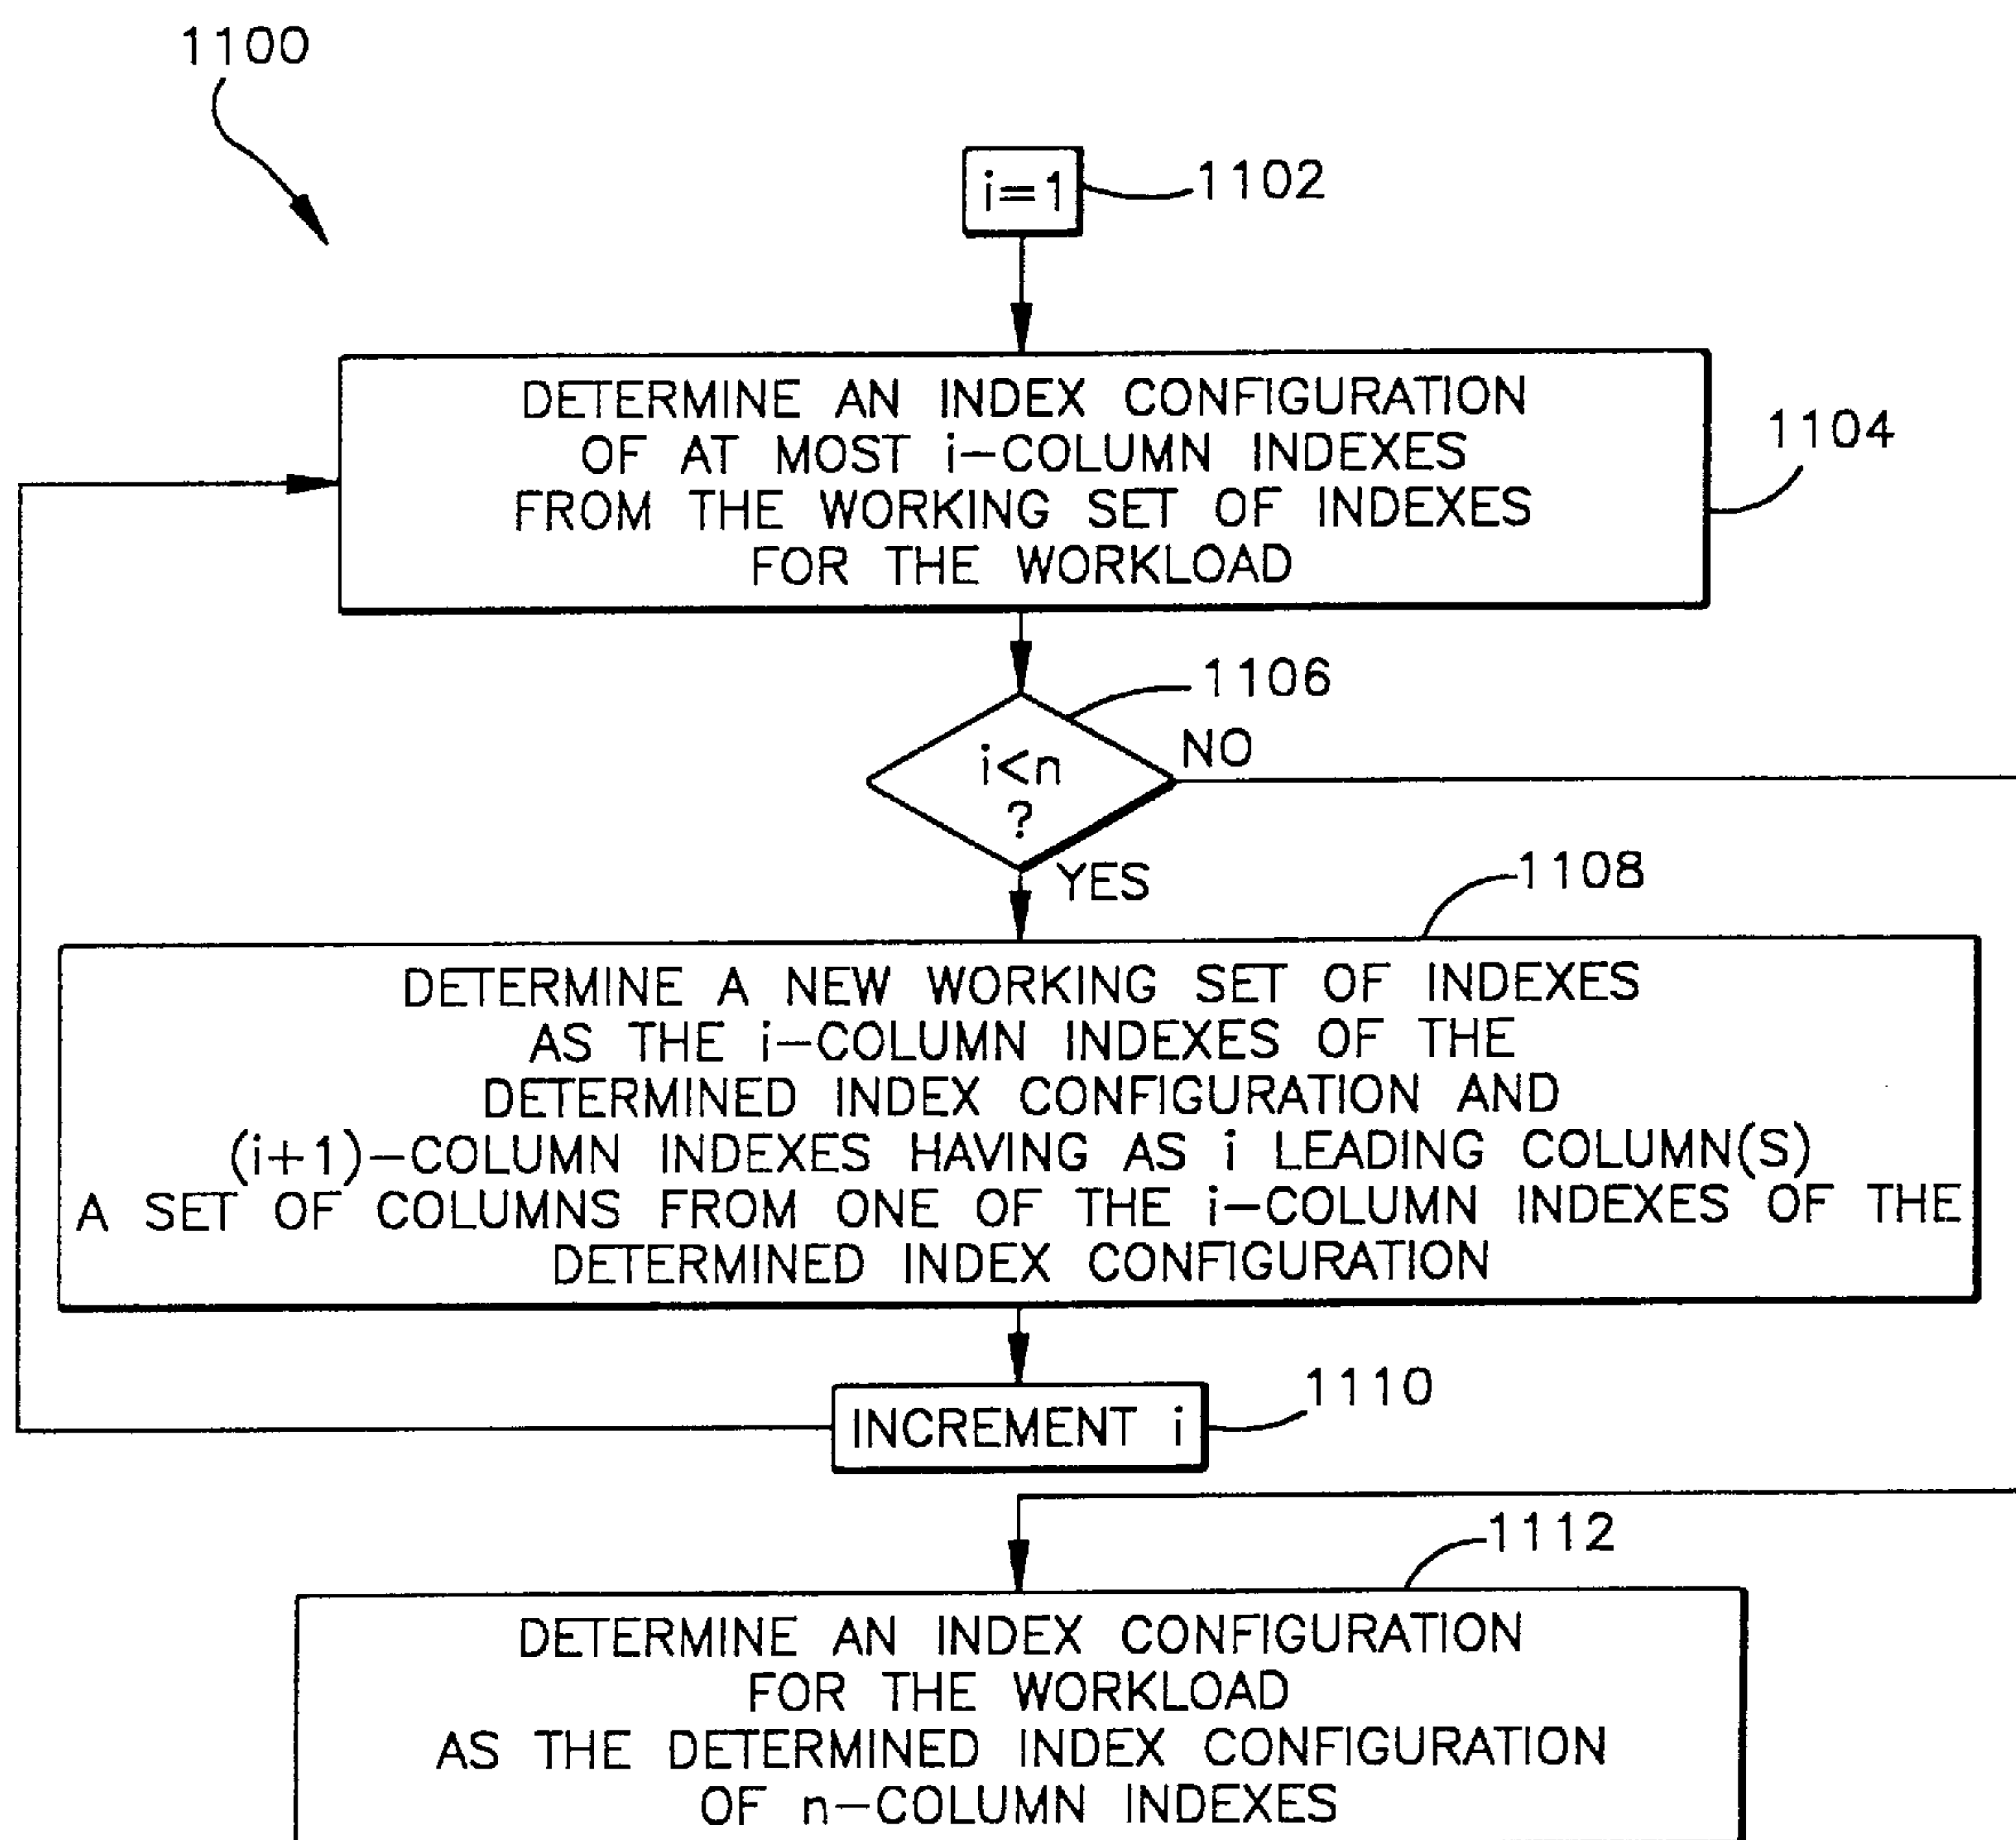 1100
i=1
1102
DETERMINE AN INDEX CONFIGURATION
OF AT MOST i-COLUMN INDEXES
FROM THE WORKING SET OF INDEXES
FOR THE WORKLOAD
1104
1106
i<n
?
NO
YES
1108
DETERMINE A NEW WORKING SET OF INDEXES
AS THE i-COLUMN INDEXES OF THE
DETERMINED INDEX CONFIGURATION AND
(i+1)-COLUMN INDEXES HAVING AS i LEADING COLUMN(S)
A SET OF COLUMNS FROM ONE OF THE i-COLUMN INDEXES OF THE
DETERMINED INDEX CONFIGURATION
INCREMENT i
1110
1112
DETERMINE AN INDEX CONFIGURATION
FOR THE WORKLOAD
AS THE DETERMINED INDEX CONFIGURATION
OF n-COLUMN INDEXES